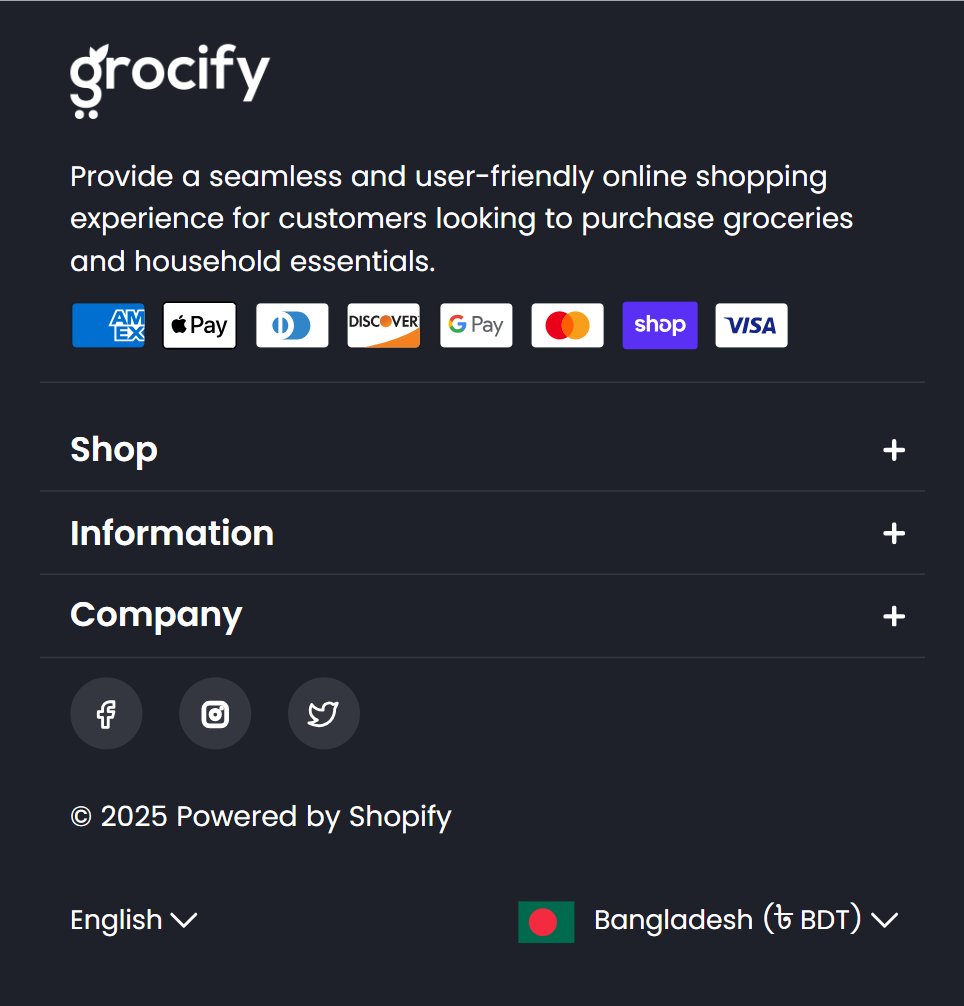 grocify
Provide a seamless and user-friendly online shopping
experience for customers looking to purchase groceries
and household essentials.
AM EX Pay DISCOVER G Pay shop VISA
Shop +
Information +
Company +
© 2025 Powered by Shopify
English Bangladesh (৳ BDT)